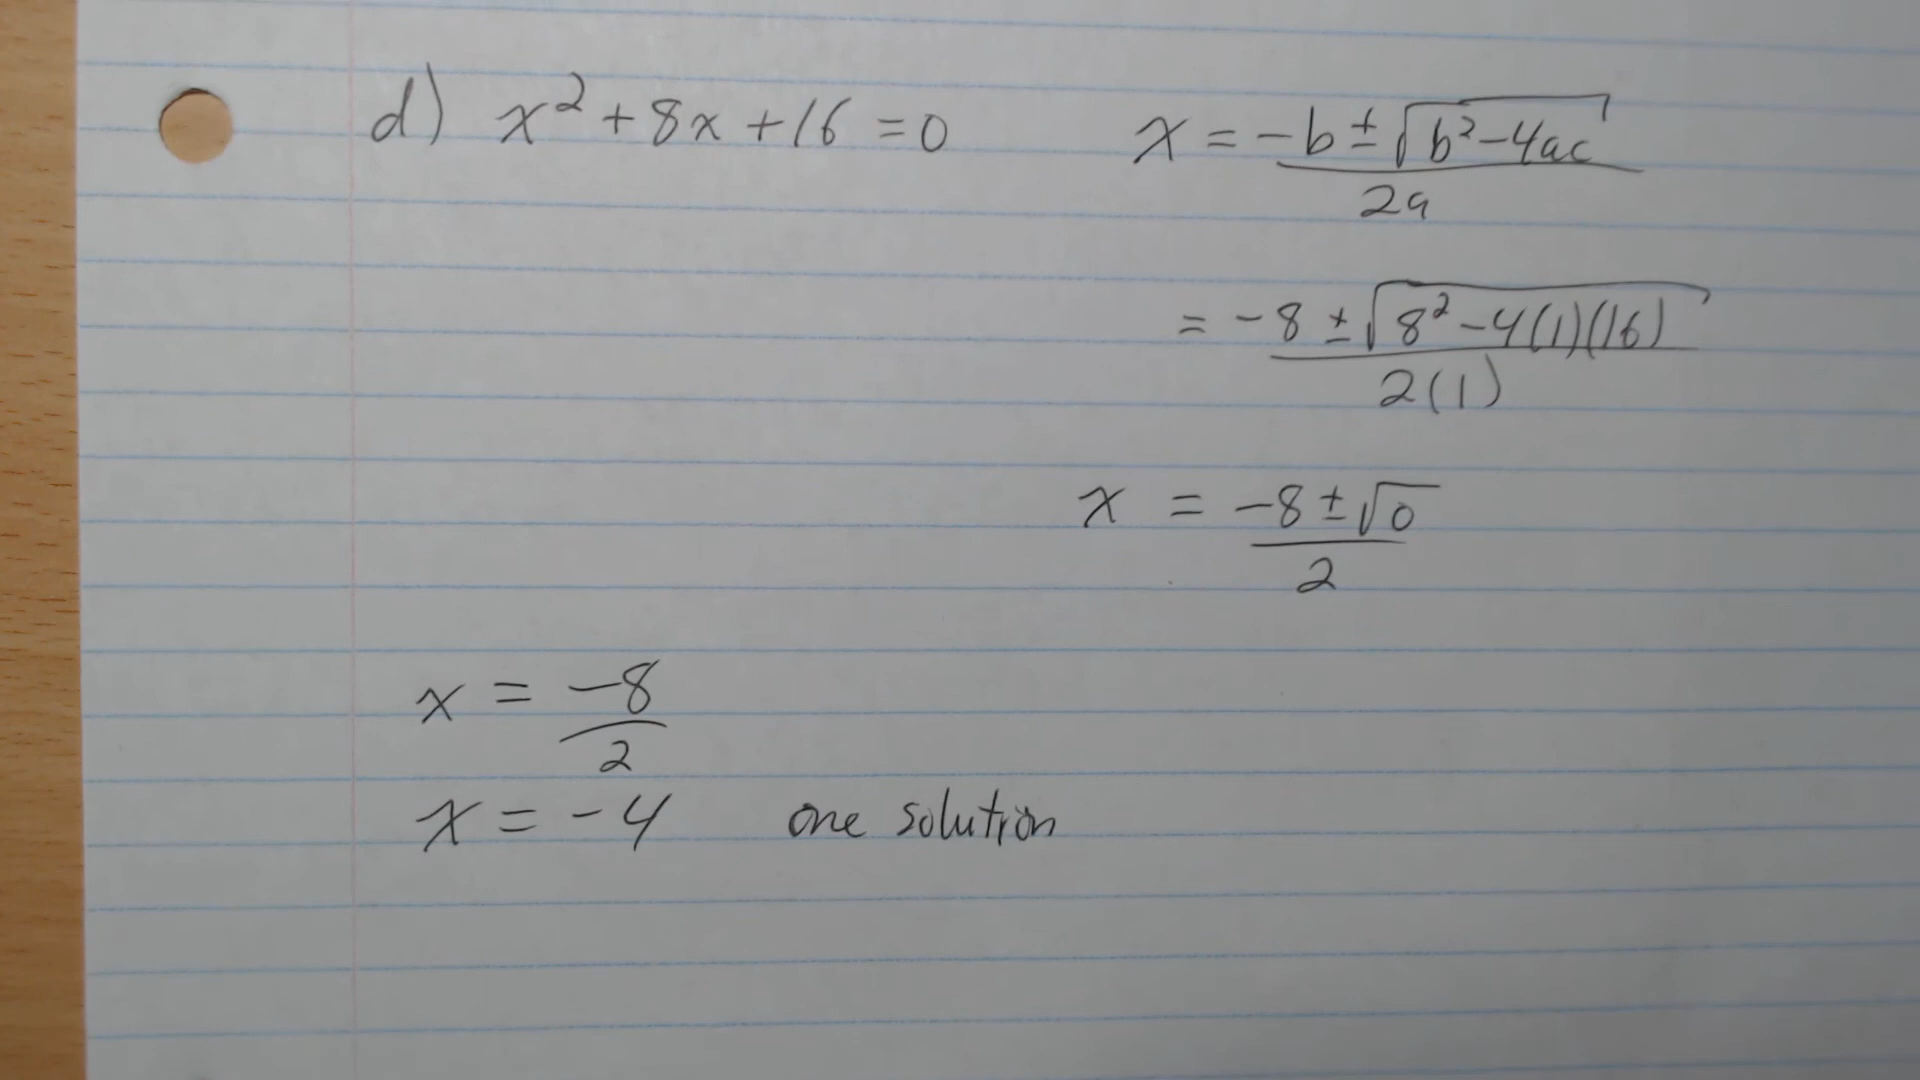 d) x² + 8x + 16 = 0
x = -b ± √(b² - 4ac)
2a
= -8 ± √(8² - 4(1)(16))
2(1)
x = -8 ± √0
2
x = -8
2
x = -4 one solution